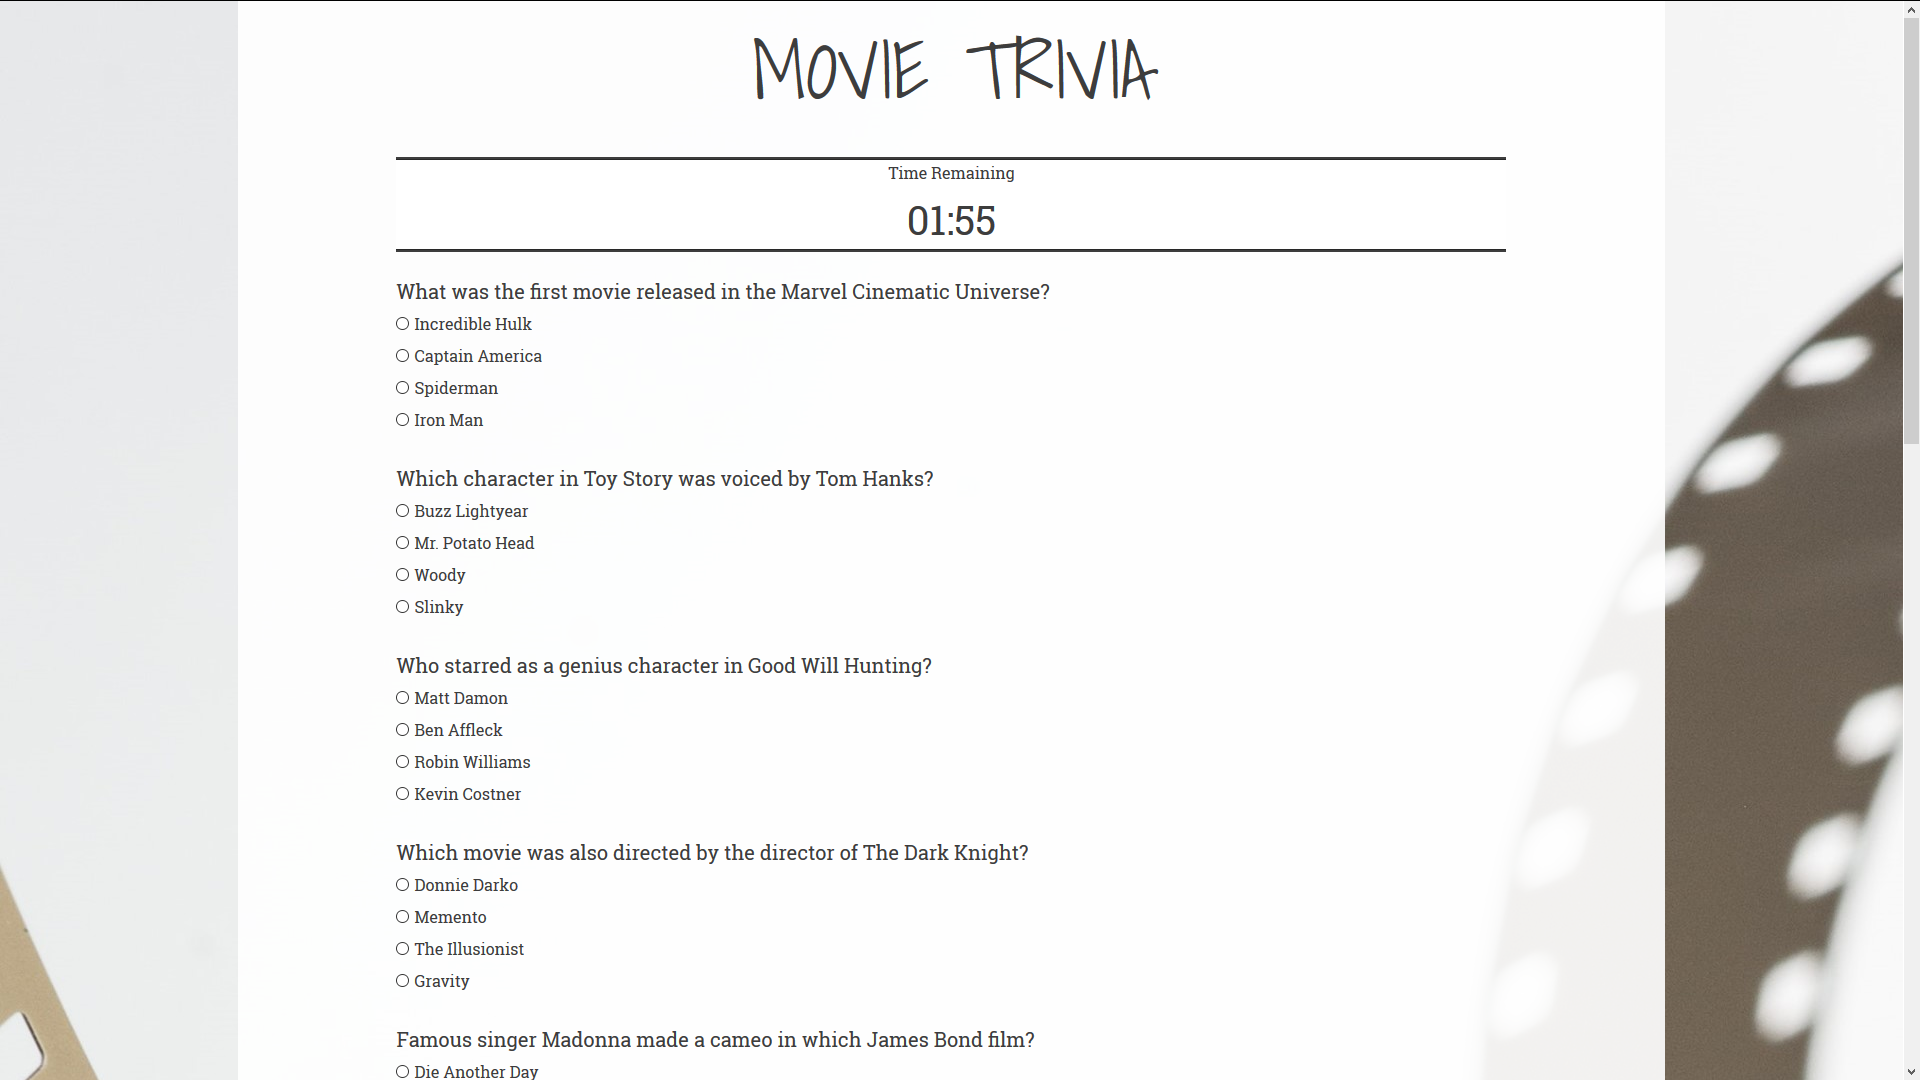 MOVIE TRIVIA
Time Remaining
01:55
What was the first movie released in the Marvel Cinematic Universe?
Incredible Hulk
Captain America
Spiderman
Iron Man
Which character in Toy Story was voiced by Tom Hanks?
Buzz Lightyear
Mr. Potato Head
Woody
Slinky
Who starred as a genius character in Good Will Hunting?
Matt Damon
Ben Affleck
Robin Williams
Kevin Costner
Which movie was also directed by the director of The Dark Knight?
Donnie Darko
Memento
The Illusionist
Gravity
Famous singer Madonna made a cameo in which James Bond film?
Die Another Day